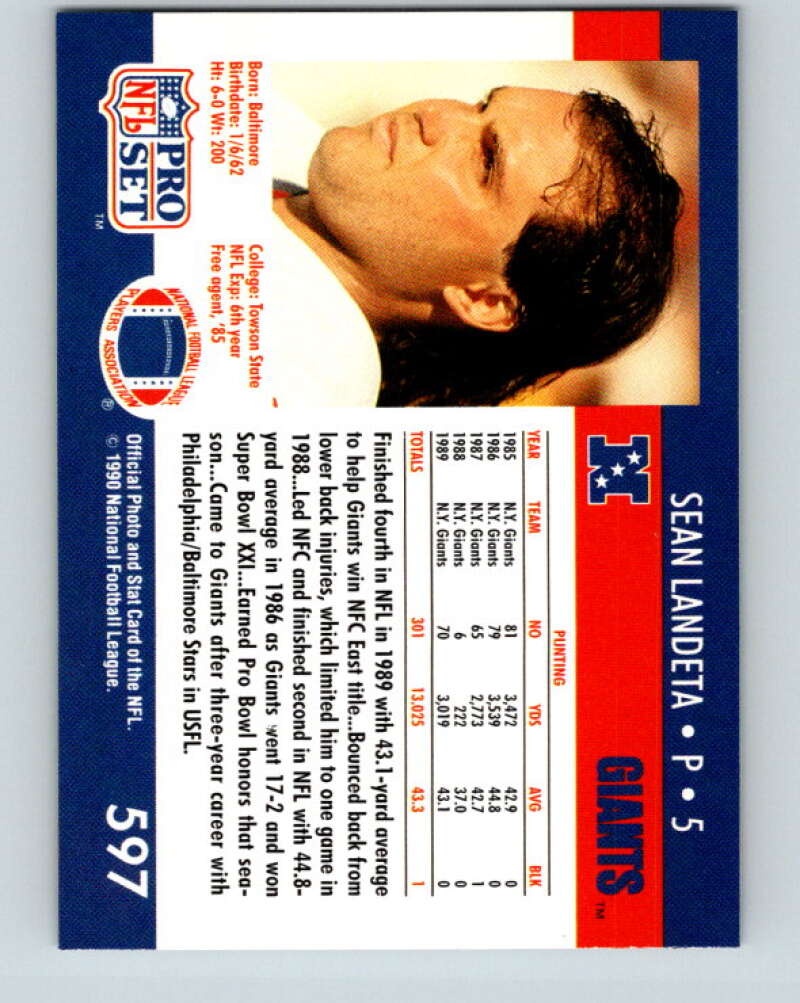 SEAN LANDETA • P • 5
N
GIANTS™
PUNTING
YEAR TEAM NO YDS AVG BLK
1985 N.Y. Giants 81 3,472 42.9 0
1986 N.Y. Giants 79 3,539 44.8 0
1987 N.Y. Giants 65 2,773 42.7 1
1988 N.Y. Giants 6 222 37.0 0
1989 N.Y. Giants 70 3,019 43.1 0
TOTALS 301 13,025 43.3 1
Finished fourth in NFL in 1989 with 43.1-yard average
to help Giants win NFC East title...Bounced back from
lower back injuries, which limited him to one game in
1988...Led NFC and finished second in NFL with 44.8-
yard average in 1986 as Giants went 17-2 and won
Super Bowl XXI...Earned Pro Bowl honors that sea-
son...Came to Giants after three-year career with
Philadelphia/Baltimore Stars in USFL.
Born: Baltimore
Birthdate: 1/6/62
Ht: 6-0 Wt: 200
College: Towson State
NFL Exp: 6th year
Free agent, '85
NFL
PRO
SET
™
NATIONAL FOOTBALL LEAGUE
PLAYERS ASSOCIATION
®
Official Photo and Stat Card of the NFL.
© 1990 National Football League.
597